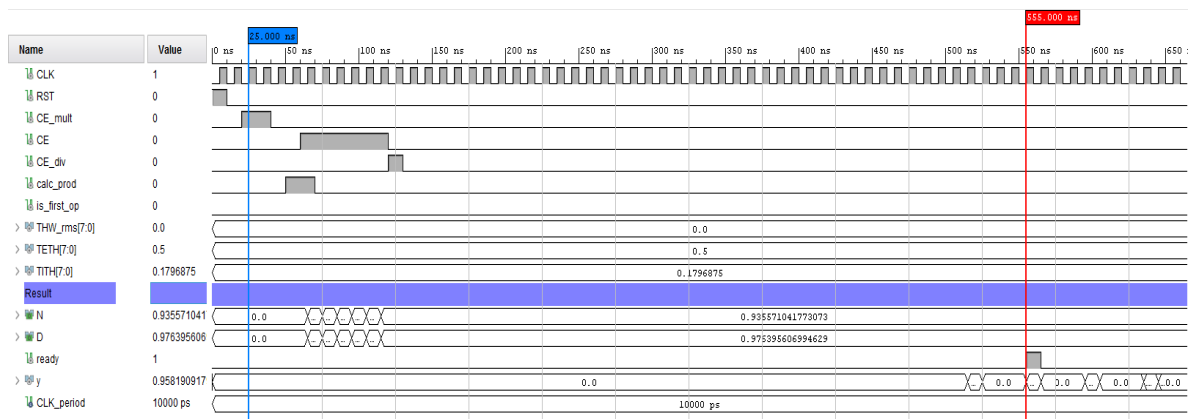 555.000 ns
25.000 ns
Name Value 0 ns 50 ns 100 ns 150 ns 200 ns 250 ns 300 ns 350 ns 400 ns 450 ns 500 ns 550 ns 600 ns 650
CLK 1
RST 0
CE_mult 0
CE 0
CE_div 0
calc_prod 0
is_first_op 0
THW_rms[7:0] 0.0 0.0
TETH[7:0] 0.5 0.5
TITH[7:0] 0.1796875 0.1796875
Result
N 0.935571041 0.0 ... ... ... ... ... 0.935571041773073
D 0.976395606 0.0 ... ... ... ... ... 0.975395606994629
ready 1
y 0.958190917 0.0 ... 0.0 ... 0.0 ... 0.0 ... 0.0
CLK_period 10000 ps 10000 ps